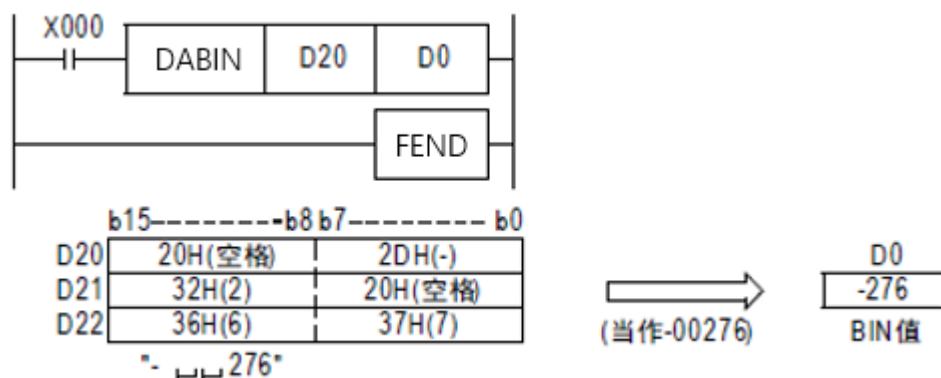 X000
DABIN D20 D0
FEND
b15--------b8 b7-------- b0
D20 20H(空格) 2DH(-)
D21 32H(2) 20H(空格)
D22 36H(6) 37H(7)
"- ␣␣276"
(当作-00276)
D0
-276
BIN值